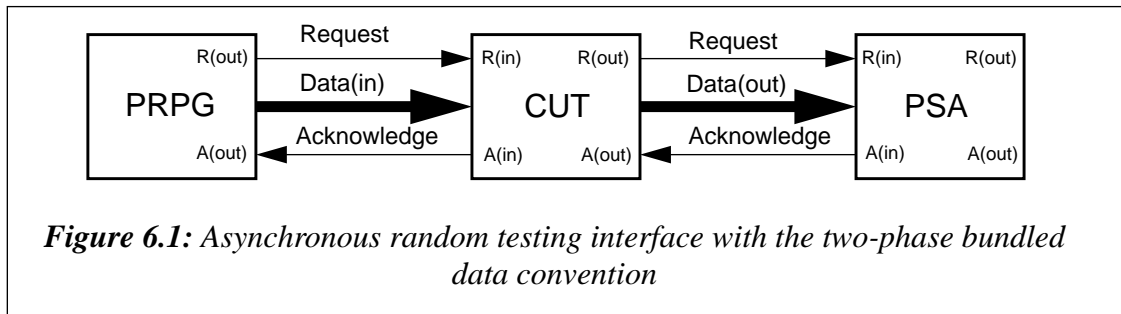 Request
Request
R(out)
R(in)
R(out)
R(in)
R(out)
Data(in)
Data(out)
PRPG
CUT
PSA
Acknowledge
Acknowledge
A(out)
A(in)
A(out)
A(in)
A(out)
Figure 6.1: Asynchronous random testing interface with the two-phase bundled
data convention